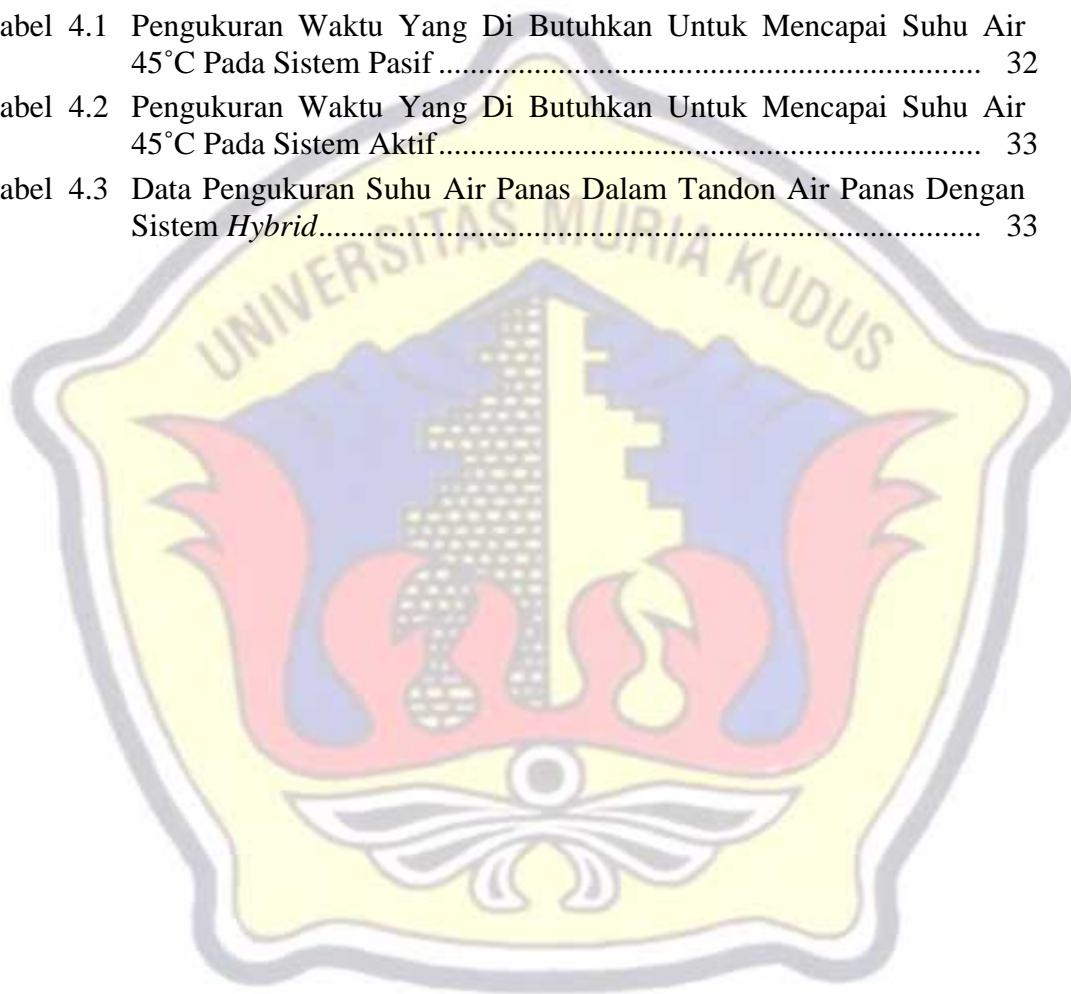 abel 4.1 Pengukuran Waktu Yang Di Butuhkan Untuk Mencapai Suhu Air
45˚C Pada Sistem Pasif ..................................................................... 32
abel 4.2 Pengukuran Waktu Yang Di Butuhkan Untuk Mencapai Suhu Air
45˚C Pada Sistem Aktif ..................................................................... 33
abel 4.3 Data Pengukuran Suhu Air Panas Dalam Tandon Air Panas Dengan
Sistem Hybrid .................................................................................... 33
UNIVERSITAS MURIA KUDUS